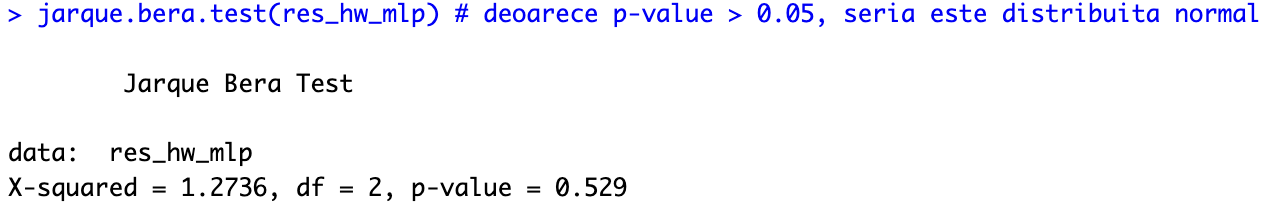 > jarque.bera.test(res_hw_mlp) # deoarece p-value > 0.05, seria este distribuita normal
Jarque Bera Test
data:  res_hw_mlp
X-squared = 1.2736, df = 2, p-value = 0.529